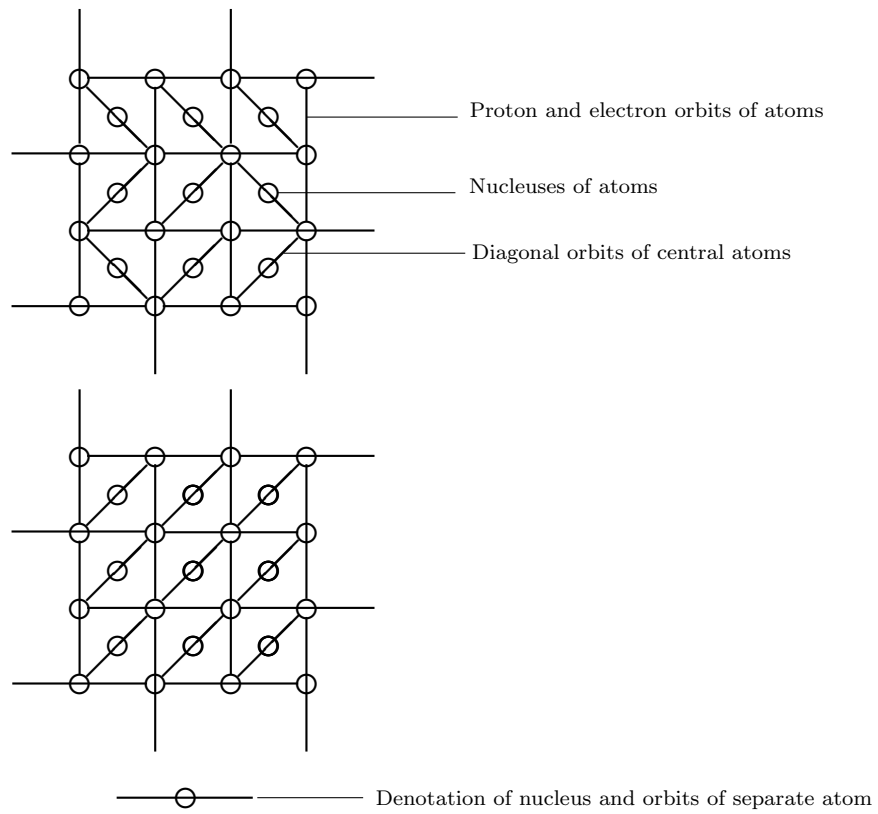 Proton and electron orbits of atoms
Nucleuses of atoms
Diagonal orbits of central atoms
Denotation of nucleus and orbits of separate atom